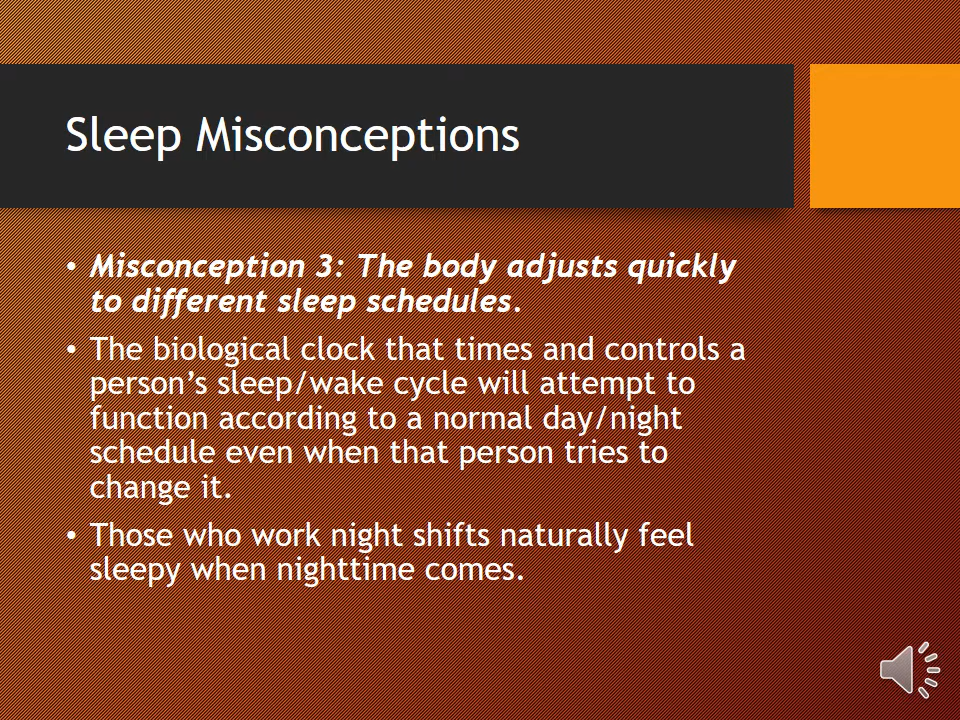 Sleep Misconceptions
• Misconception 3: The body adjusts quickly
to different sleep schedules.
• The biological clock that times and controls a
person’s sleep/wake cycle will attempt to
function according to a normal day/night
schedule even when that person tries to
change it.
• Those who work night shifts naturally feel
sleepy when nighttime comes.